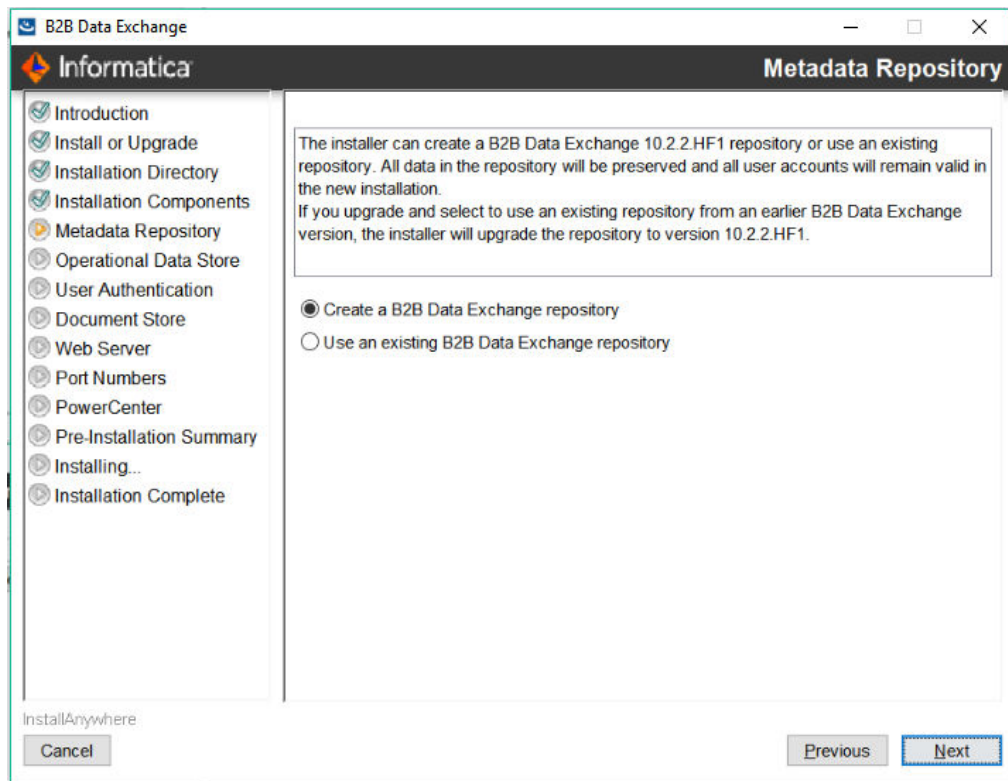 B2B Data Exchange
Informatica
Metadata Repository
Introduction
Install or Upgrade
Installation Directory
Installation Components
Metadata Repository
Operational Data Store
User Authentication
Document Store
Web Server
Port Numbers
PowerCenter
Pre-Installation Summary
Installing...
Installation Complete
The installer can create a B2B Data Exchange 10.2.2.HF1 repository or use an existing
repository. All data in the repository will be preserved and all user accounts will remain valid in
the new installation.
If you upgrade and select to use an existing repository from an earlier B2B Data Exchange
version, the installer will upgrade the repository to version 10.2.2.HF1.
Create a B2B Data Exchange repository
Use an existing B2B Data Exchange repository
InstallAnywhere
Cancel
Previous
Next